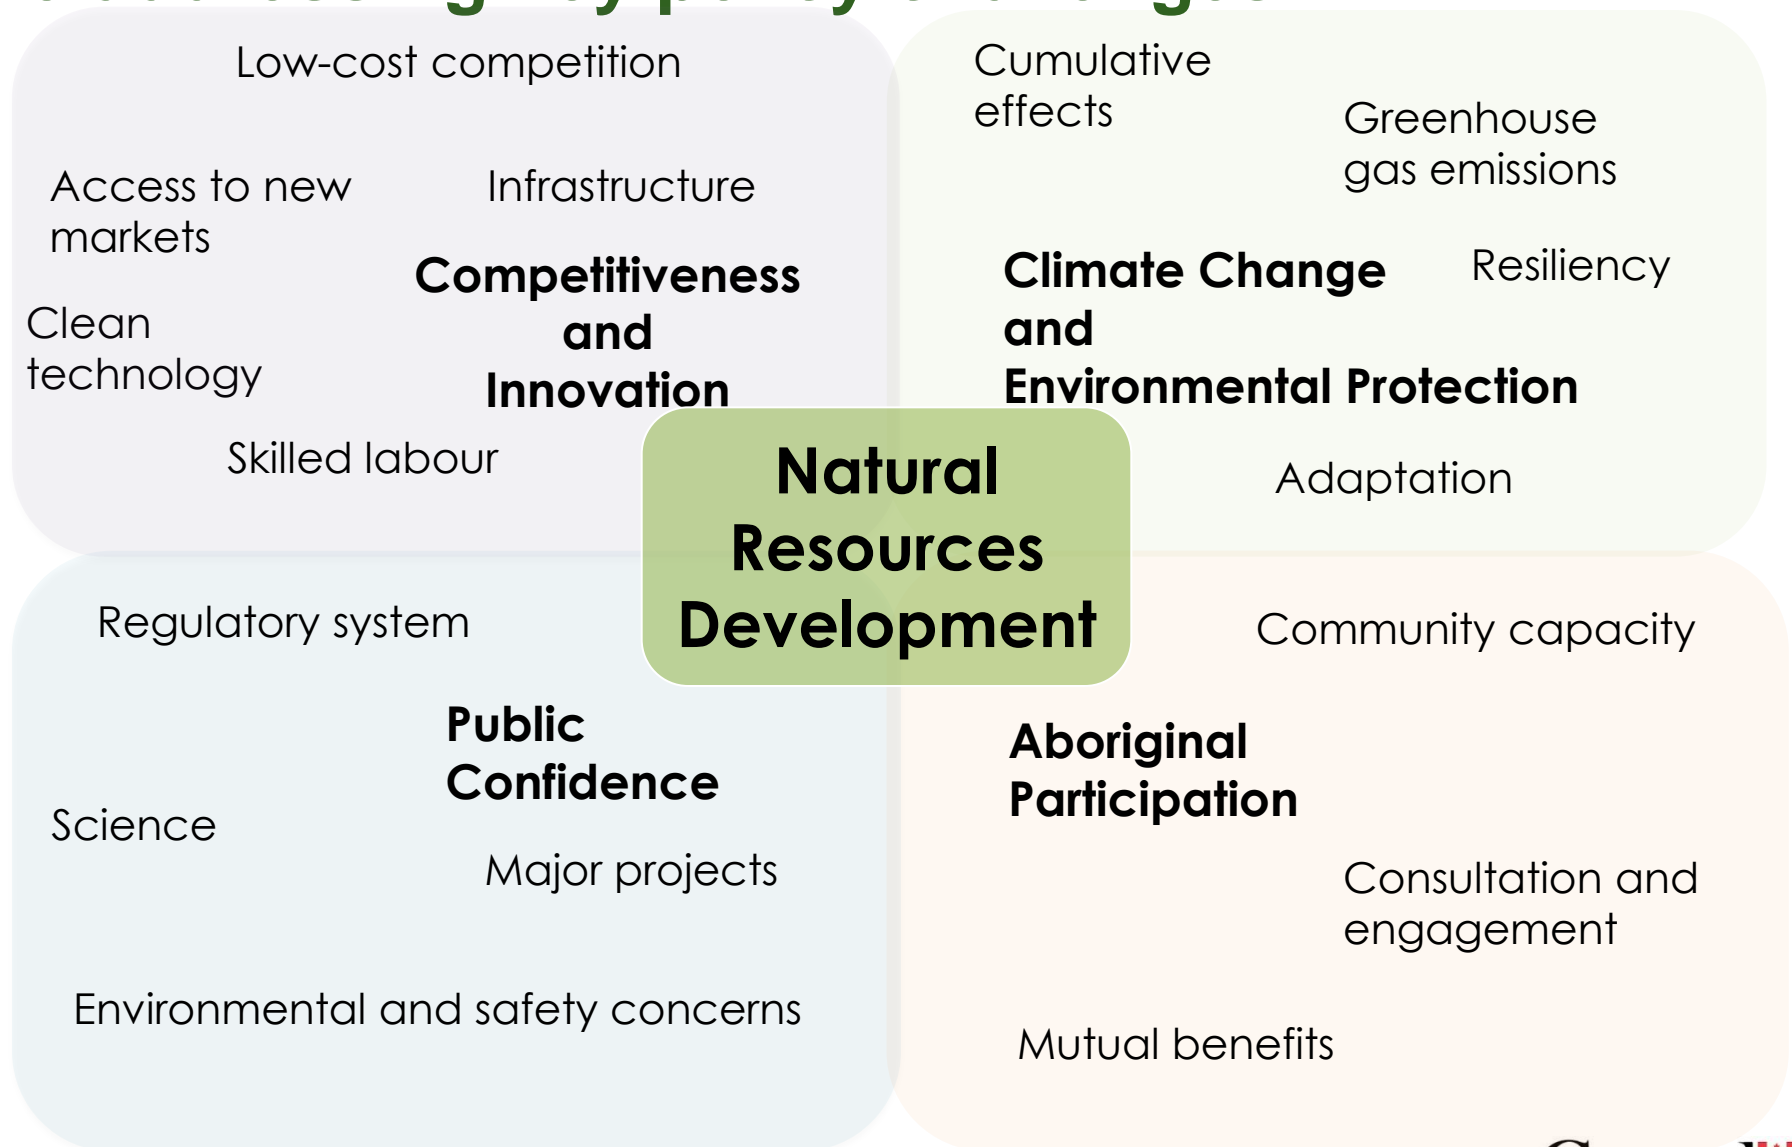 Low-cost competition
Access to new
markets
Infrastructure
Competitiveness
and
Innovation
Clean
technology
Skilled labour
Cumulative
effects
Greenhouse
gas emissions
Climate Change
and
Environmental Protection
Resiliency
Adaptation
Natural
Resources
Development
Regulatory system
Public
Confidence
Science
Major projects
Environmental and safety concerns
Community capacity
Aboriginal
Participation
Consultation and
engagement
Mutual benefits